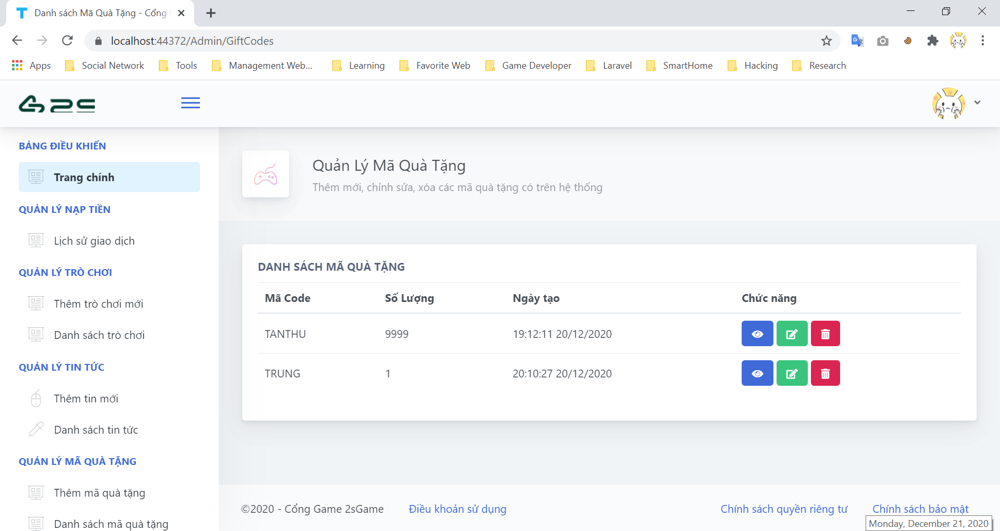 Danh sách Mã Quà Tặng - Cổng
localhost:44372/Admin/GiftCodes
Apps Social Network Tools Management Web... Learning Favorite Web Game Developer Laravel SmartHome Hacking Research
2S
BẢNG ĐIỀU KHIỂN
Trang chính
QUẢN LÝ NẠP TIỀN
Lịch sử giao dịch
QUẢN LÝ TRÒ CHƠI
Thêm trò chơi mới
Danh sách trò chơi
QUẢN LÝ TIN TỨC
Thêm tin mới
Danh sách tin tức
QUẢN LÝ MÃ QUÀ TẶNG
Thêm mã quà tặng
Danh sách mã quà tặng
Quản Lý Mã Quà Tặng
Thêm mới, chỉnh sửa, xóa các mã quà tặng có trên hệ thống
DANH SÁCH MÃ QUÀ TẶNG
Mã Code Số Lượng Ngày tạo Chức năng
TANTHU 9999 19:12:11 20/12/2020
TRUNG 1 20:10:27 20/12/2020
©2020 - Cổng Game 2sGame Điều khoản sử dụng Chính sách quyền riêng tư Chính sách bảo mật
Monday, December 21, 2020